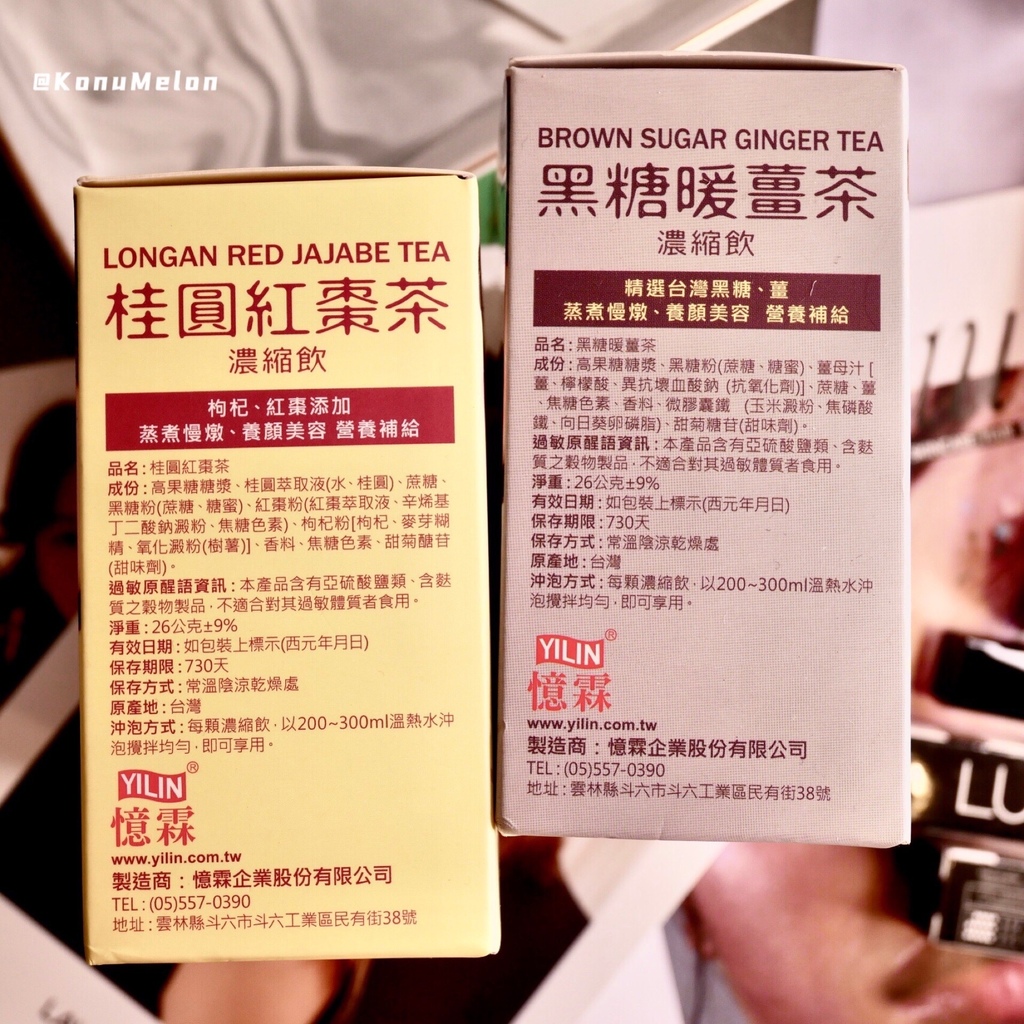 @KonuMelon
LONGAN RED JAJABE TEA
桂圓紅棗茶
濃縮飲
枸杞、紅棗添加
蒸煮慢燉、養顏美容 營養補給
品名:桂圓紅棗茶
成份:高果糖糖漿、桂圓萃取液(水、桂圓)、蔗糖、
黑糖粉(蔗糖、糖蜜)、紅棗粉(紅棗萃取液、辛烯基
丁二酸鈉澱粉、焦糖色素)、枸杞粉[枸杞、麥芽糊
精、氧化澱粉(樹薯)]、香料、焦糖色素、甜菊醣苷
(甜味劑)。
過敏原醒語資訊:本產品含有亞硫酸鹽類、含麩
質之穀物製品,不適合對其過敏體質者食用。
淨重:26公克±9%
有效日期:如包裝上標示(西元年月日)
保存期限:730天
保存方式:常溫陰涼乾燥處
原產地:台灣
沖泡方式:每顆濃縮飲,以200~300ml溫熱水沖
泡攪拌均勻,即可享用。
YILIN®
憶霖
www.yilin.com.tw
製造商:憶霖企業股份有限公司
TEL:(05)557-0390
地址:雲林縣斗六市斗六工業區民有街38號
BROWN SUGAR GINGER TEA
黑糖暖薑茶
濃縮飲
精選台灣黑糖、薑
蒸煮慢燉、養顏美容 營養補給
品名:黑糖暖薑茶
成份:高果糖糖漿、黑糖粉(蔗糖、糖蜜)、薑母汁[
薑、檸檬酸、異抗壞血酸鈉(抗氧化劑)]、蔗糖、薑
、焦糖色素、香料、微膠囊鐵 (玉米澱粉、焦磷酸
鐵、向日葵卵磷脂)、甜菊糖苷(甜味劑)。
過敏原醒語資訊:本產品含有亞硫酸鹽類、含麩
質之穀物製品,不適合對其過敏體質者食用。
淨重:26公克±9%
有效日期:如包裝上標示(西元年月日)
保存期限:730天
保存方式:常溫陰涼乾燥處
原產地:台灣
沖泡方式:每顆濃縮飲,以200~300ml溫熱水沖
泡攪拌均勻,即可享用。
YILIN®
憶霖
www.yilin.com.tw
製造商:憶霖企業股份有限公司
TEL:(05)557-0390
地址:雲林縣斗六市斗六工業區民有街38號
LU